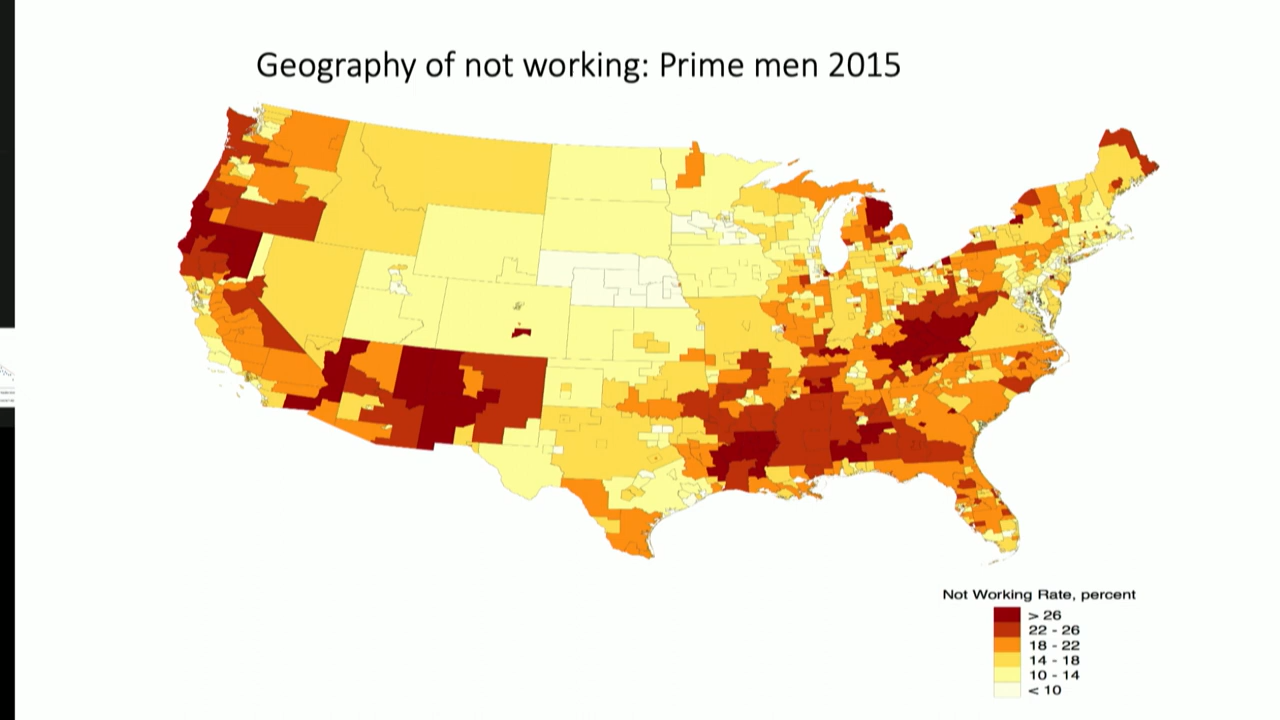 Geography of not working: Prime men 2015
Not Working Rate, percent
> 26
22 - 26
18 - 22
14 - 18
10 - 14
< 10